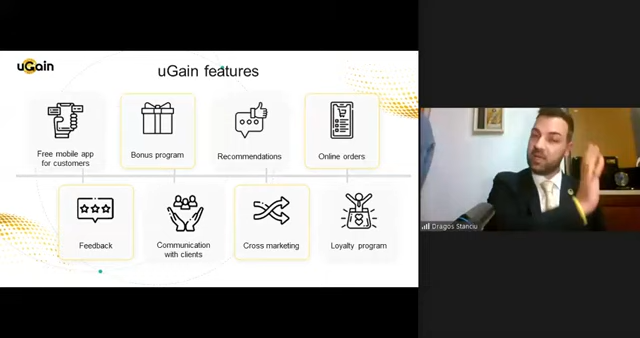 uGain
uGain features
Free mobile app
for customers
Bonus program
Recommendations
Online orders
Feedback
Communication
with clients
Cross marketing
Loyalty program
Dragos Stanciu